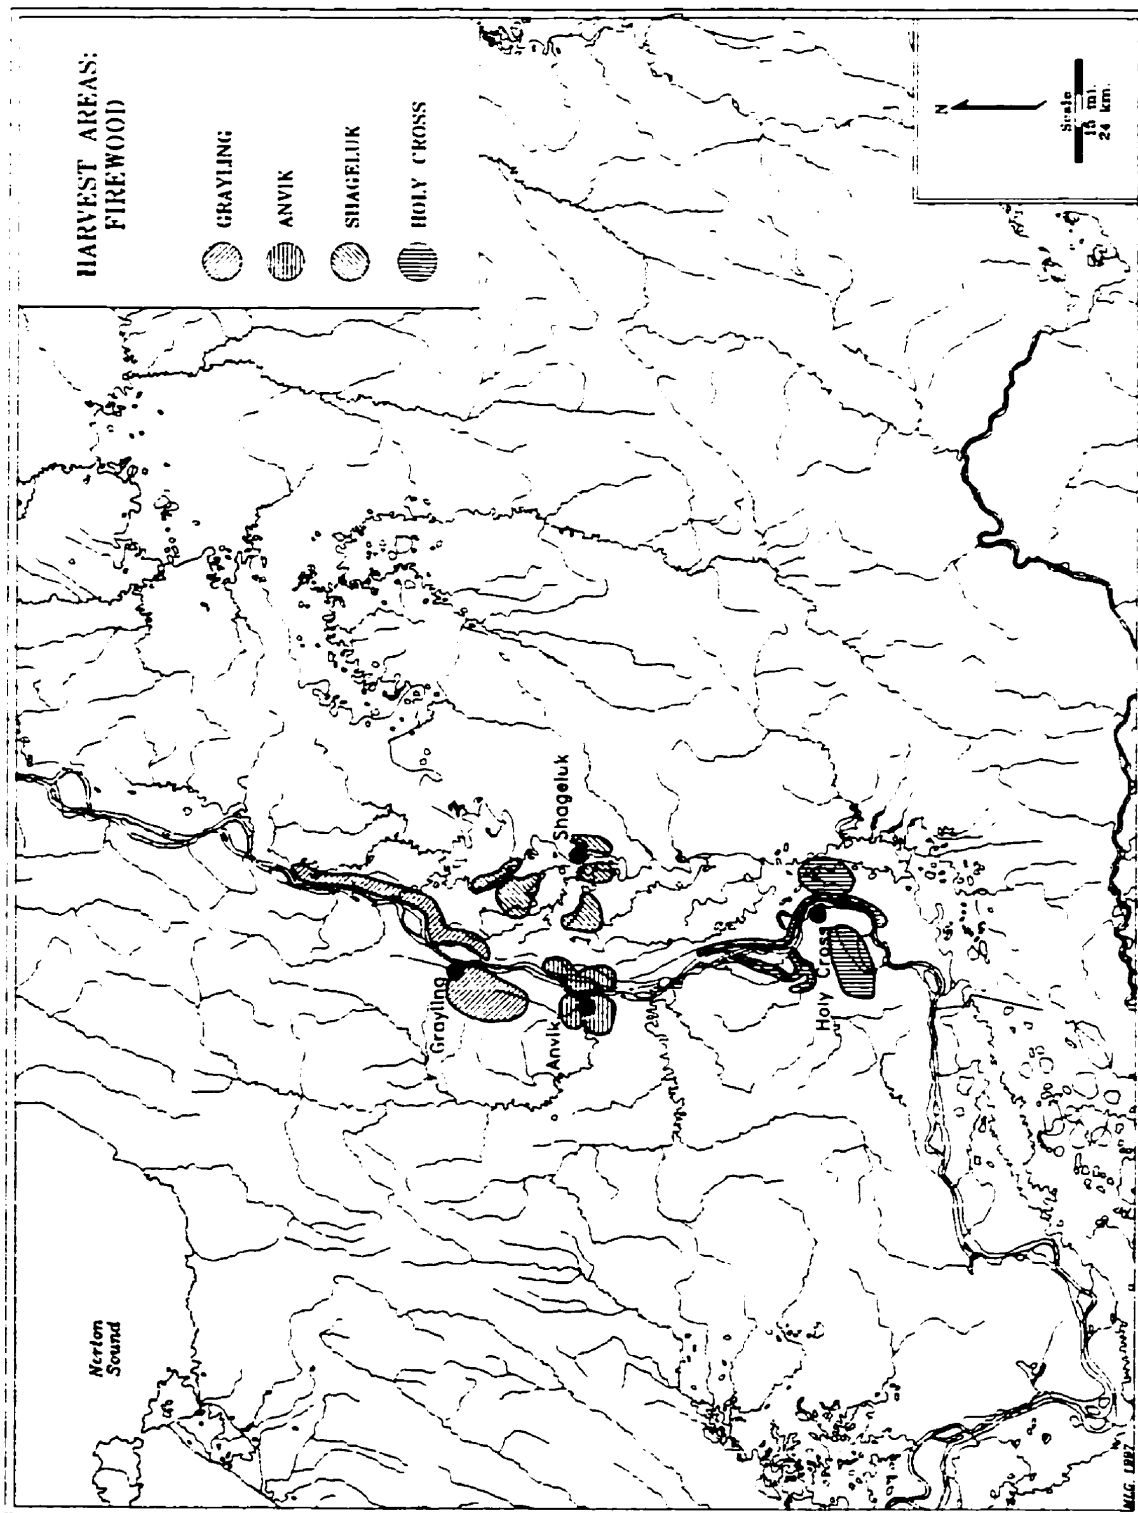 HARVEST AREAS:
FIREWOOD
GRAYLING
ANVIK
SHAGELUK
HOLY CROSS
Norton
Sound
Grayling
Anvik
Shageluk
Holy Cross
N
Scale
15 mi.
24 km.